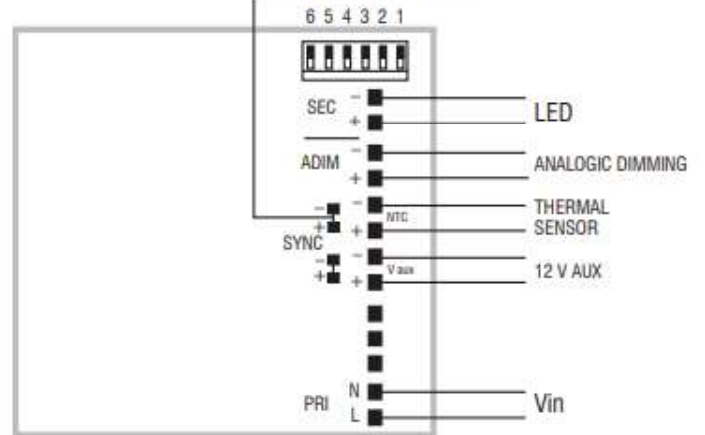 6 5 4 3 2 1
SEC
−
+
LED
ADIM
−
+
ANALOGIC DIMMING
−
+
NTC
THERMAL
SENSOR
SYNC
−
+
−
+
−
+
V aux
12 V AUX
PRI
N
L
Vin